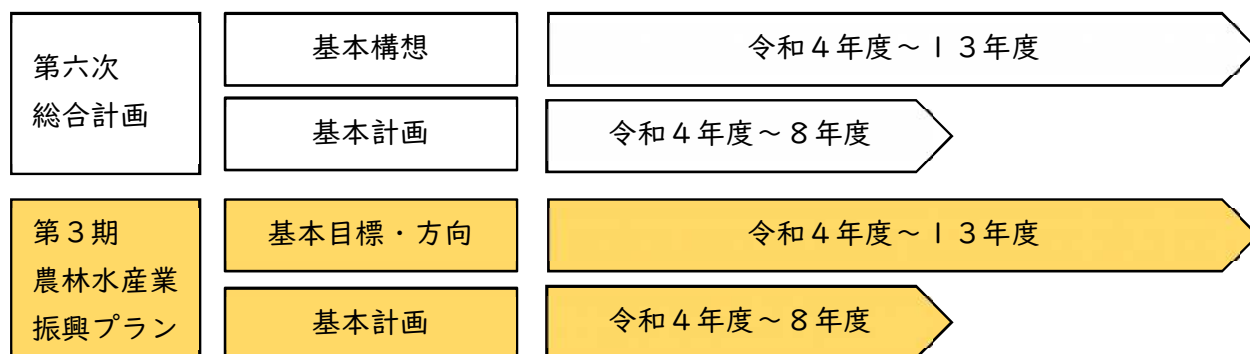 第六次
総合計画
基本構想
令和４年度～１３年度
基本計画
令和４年度～８年度
第３期
農林水産業
振興プラン
基本目標・方向
令和４年度～１３年度
基本計画
令和４年度～８年度